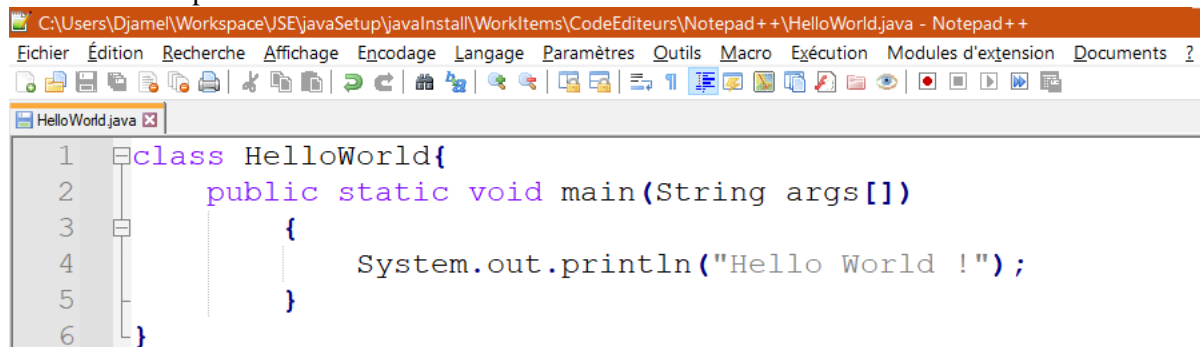 C:\Users\Djamel\Workspace\JSE\javaSetup\javaInstall\WorkItems\CodeEditeurs\Notepad++\HelloWorld.java - Notepad++
Fichier Édition Recherche Affichage Encodage Langage Paramètres Outils Macro Exécution Modules d'extension Documents ?
HelloWorld.java
1 class HelloWorld{
2 public static void main(String args[])
3 {
4 System.out.println("Hello World !");
5 }
6 }